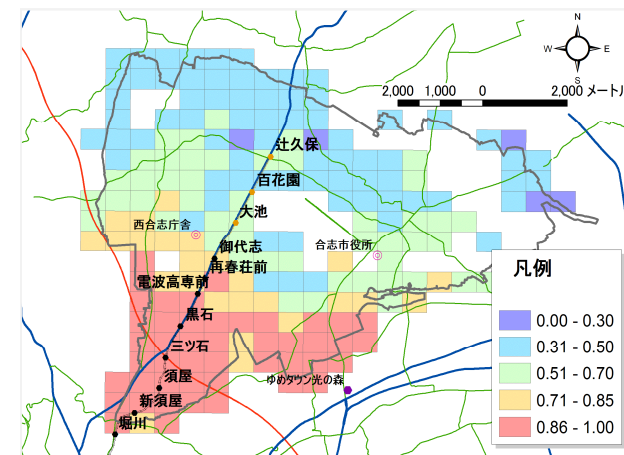 N
W E
S
2,000 1,000 0 2,000 メートル
辻久保
百花園
大池
西合志庁舎
御代志
合志市役所
再春荘前
電波高専前
黒石
三ツ石
須屋
ゆめタウン光の森
新須屋
堀川
凡例
0.00 - 0.30
0.31 - 0.50
0.51 - 0.70
0.71 - 0.85
0.86 - 1.00